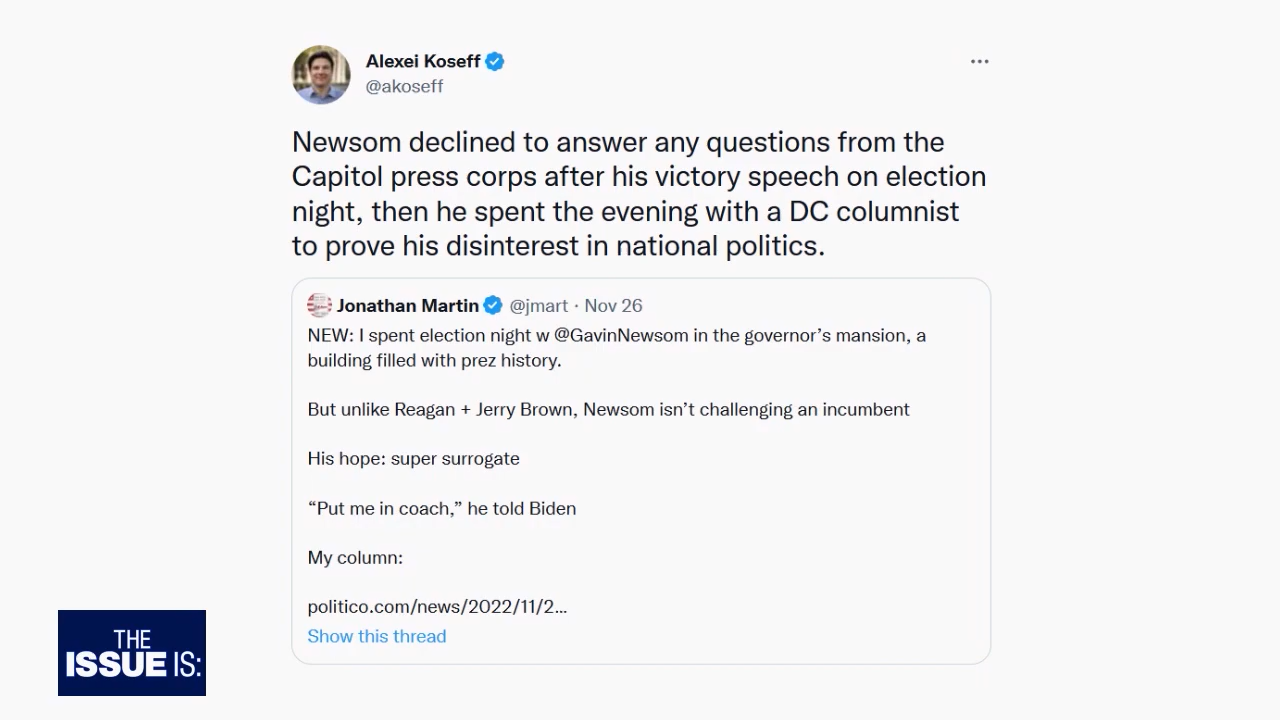 Alexei Koseff
@akoseff
Newsom declined to answer any questions from the
Capitol press corps after his victory speech on election
night, then he spent the evening with a DC columnist
to prove his disinterest in national politics.
Jonathan Martin @jmart · Nov 26
NEW: I spent election night w @GavinNewsom in the governor’s mansion, a
building filled with prez history.
But unlike Reagan + Jerry Brown, Newsom isn’t challenging an incumbent
His hope: super surrogate
“Put me in coach,” he told Biden
My column:
politico.com/news/2022/11/2…
Show this thread
THE
ISSUE IS: